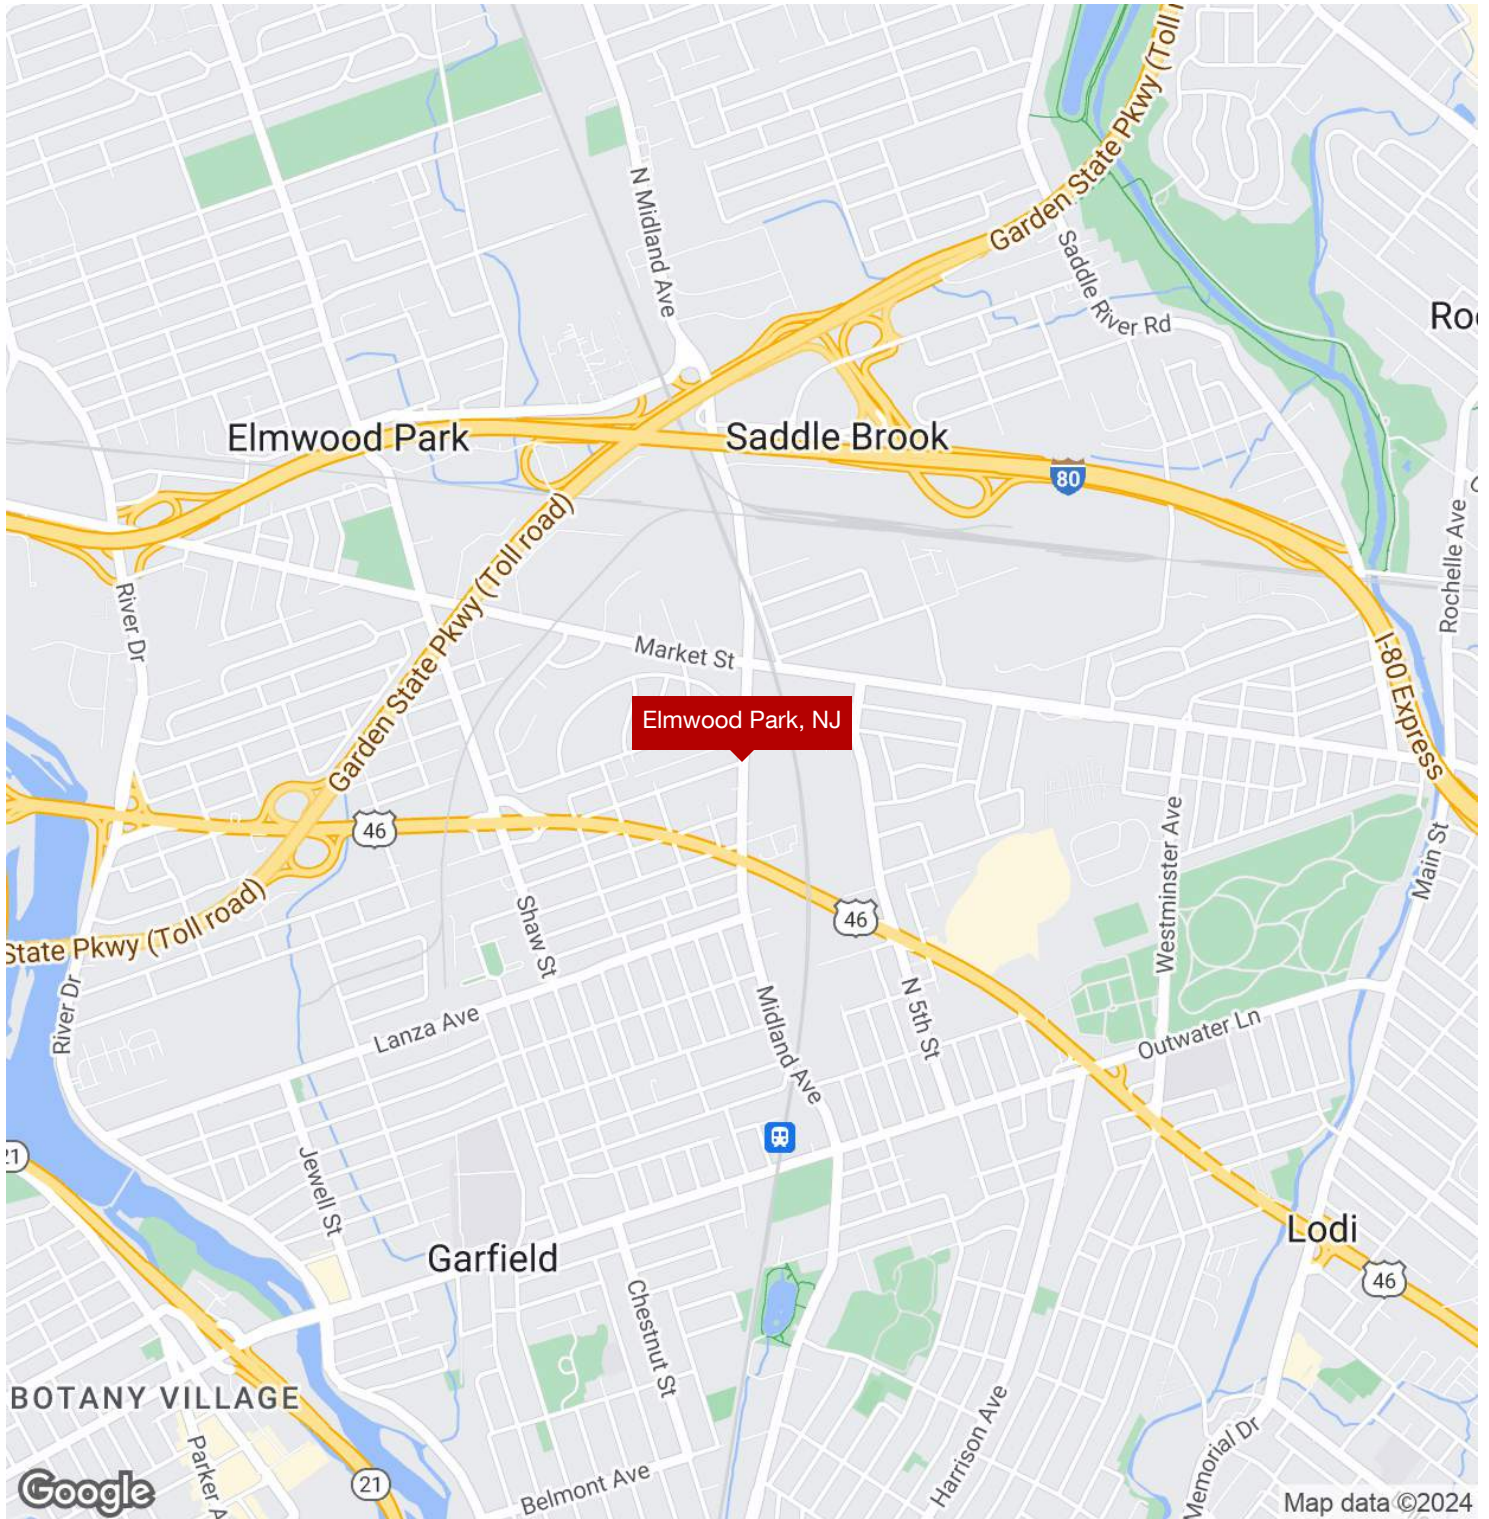 Garden State Pkwy (Toll r
N Midland Ave
Saddle River Rd
Elmwood Park
Saddle Brook
80
Garden State Pkwy (Toll road)
Rochelle Ave
River Dr
Market St
I-80 Express
Elmwood Park, NJ
46
Westminster Ave
Main St
46
Shaw St
State Pkwy (Toll road)
River Dr
Lanza Ave
Midland Ave
N 5th St
Outwater Ln
21
Jewell St
Garfield
Lodi
46
Chestnut St
BOTANY VILLAGE
Harrison Ave
Memorial Dr
Parker A
21
Belmont Ave
Google
Map data ©2024